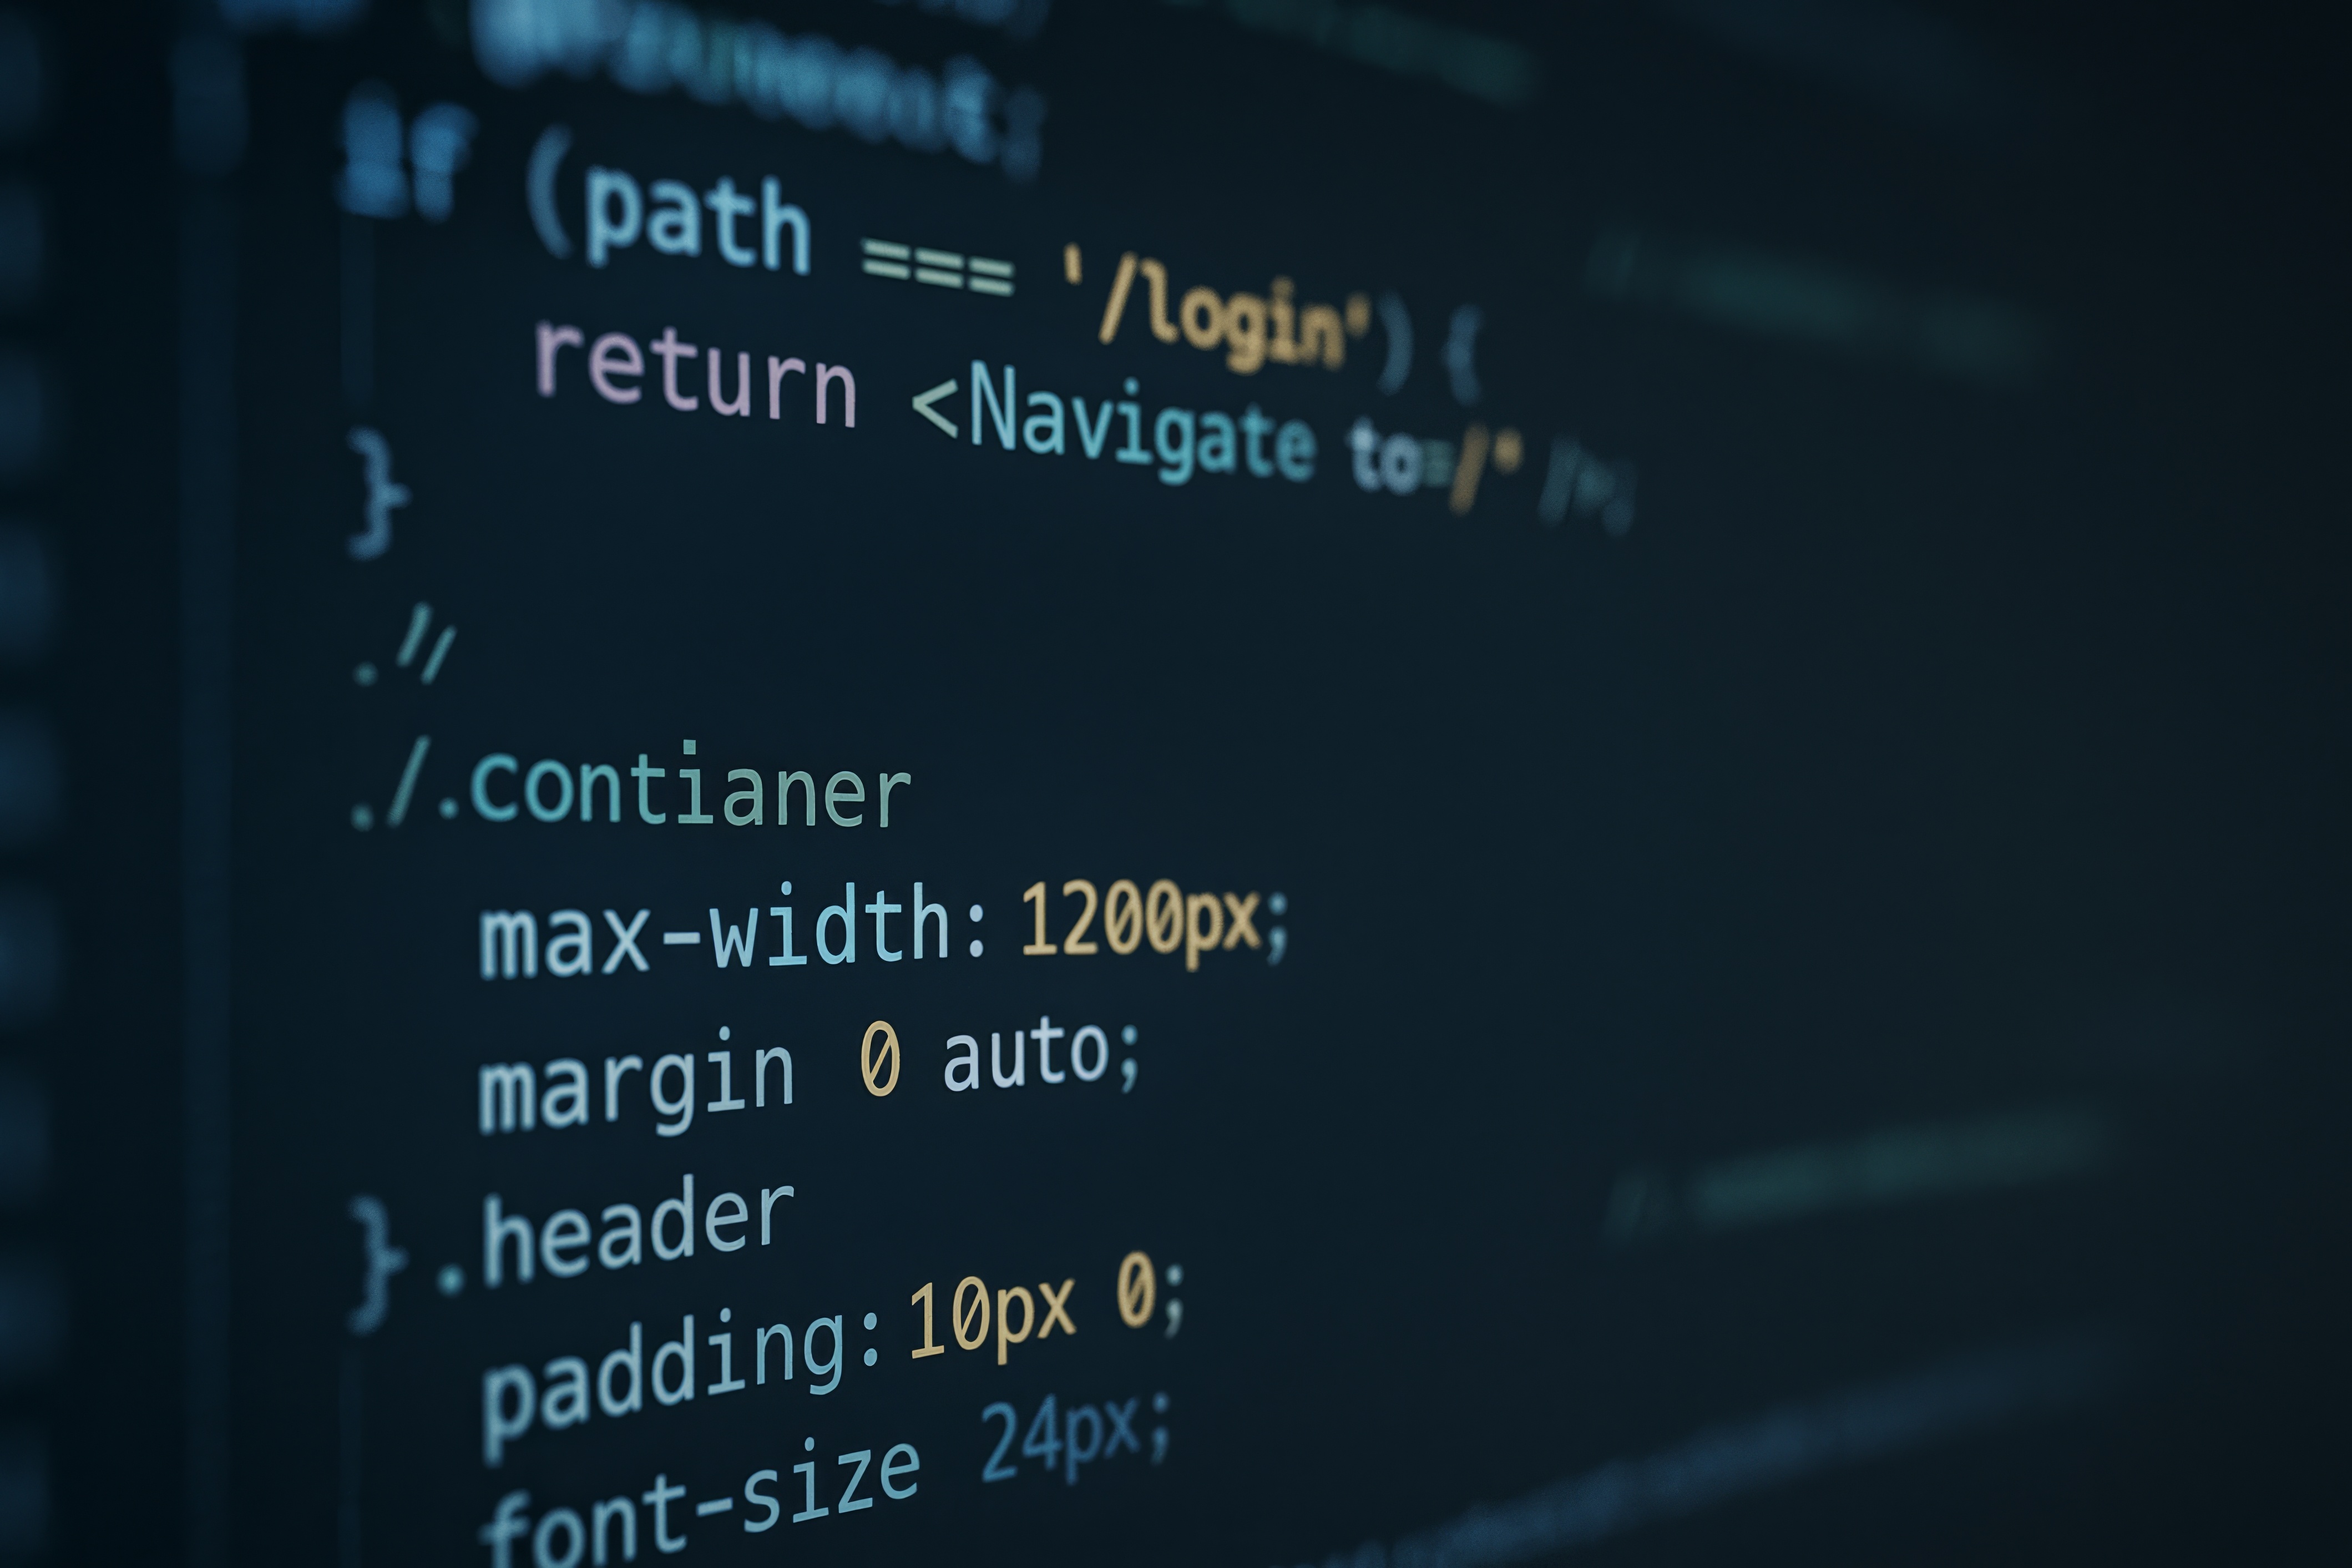 if (path === '/login') {
return <Navigate to=/' />;
}
.//
./.contianer
max-width: 1200px;
margin 0 auto;
}.header
padding: 10px 0;
font-size 24px;